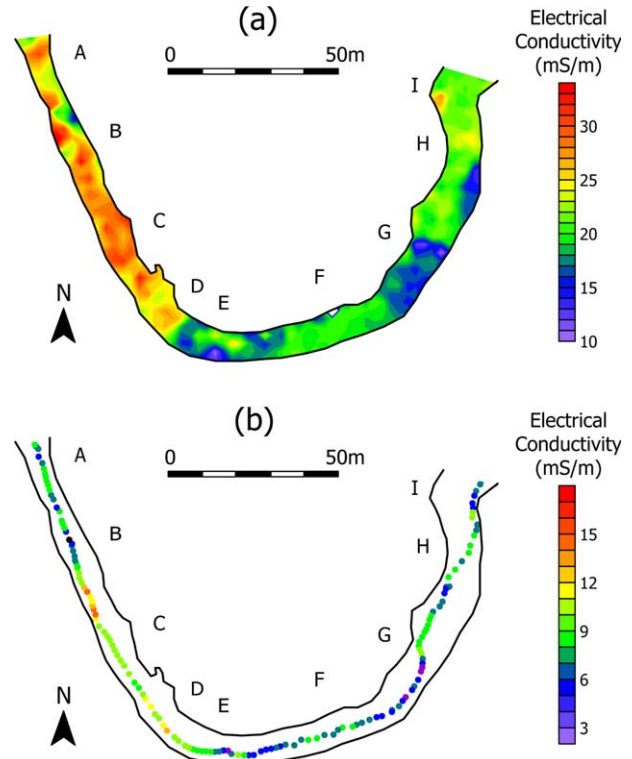 (a)
Electrical
Conductivity
(mS/m)
0 50m
A
B
C
D
E
F
G
H
I
N
30
25
20
15
10
(b)
Electrical
Conductivity
(mS/m)
0 50m
A
B
C
D
E
F
G
H
I
N
15
12
9
6
3